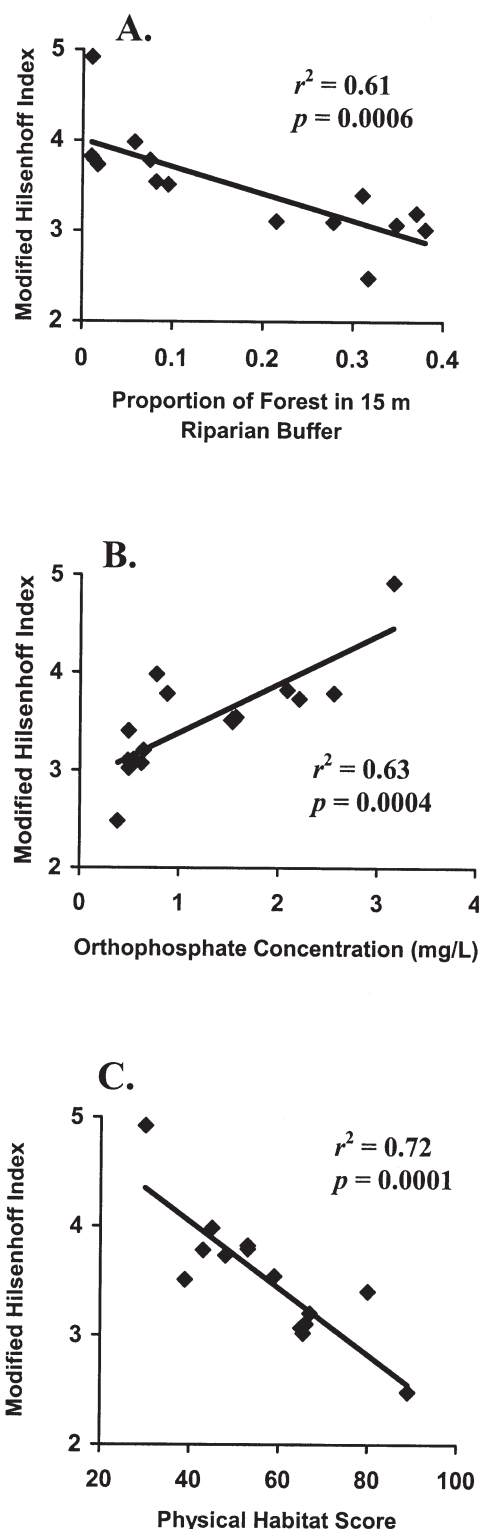 A.
Modified Hilsenhoff Index
5
4
3
2
r² = 0.61
p = 0.0006
0 0.1 0.2 0.3 0.4
Proportion of Forest in 15 m
Riparian Buffer
B.
Modified Hilsenhoff Index
5
4
3
2
r² = 0.63
p = 0.0004
0 1 2 3 4
Orthophosphate Concentration (mg/L)
C.
Modified Hilsenhoff Index
5
4
3
2
r² = 0.72
p = 0.0001
20 40 60 80 100
Physical Habitat Score